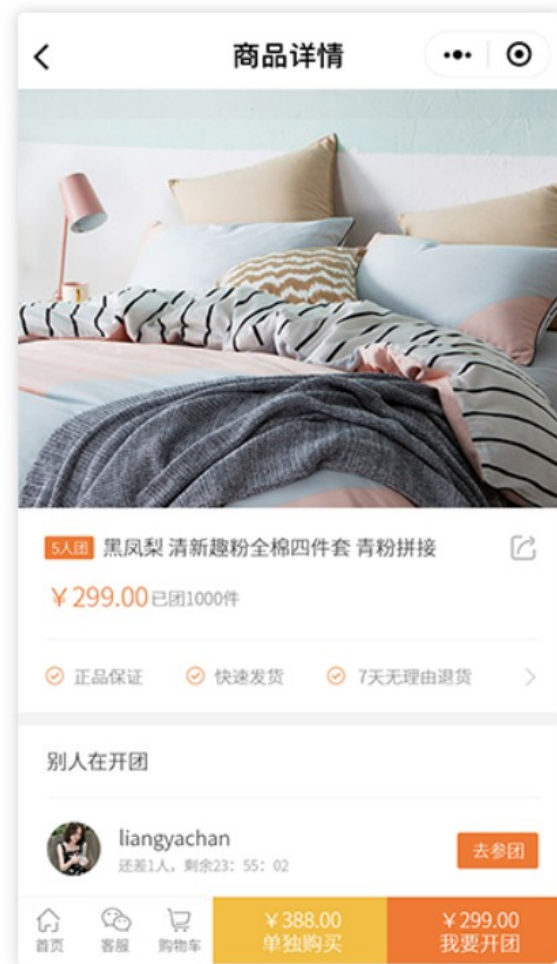 商品详情
5人团 黑凤梨 清新趣粉全棉四件套 青粉拼接
￥299.00 已团1000件
正品保证 快速发货 7天无理由退货
别人在开团
liangyachan
还差1人，剩余23：55：02
去参团
首页 客服 购物车
￥388.00
单独购买
￥299.00
我要开团